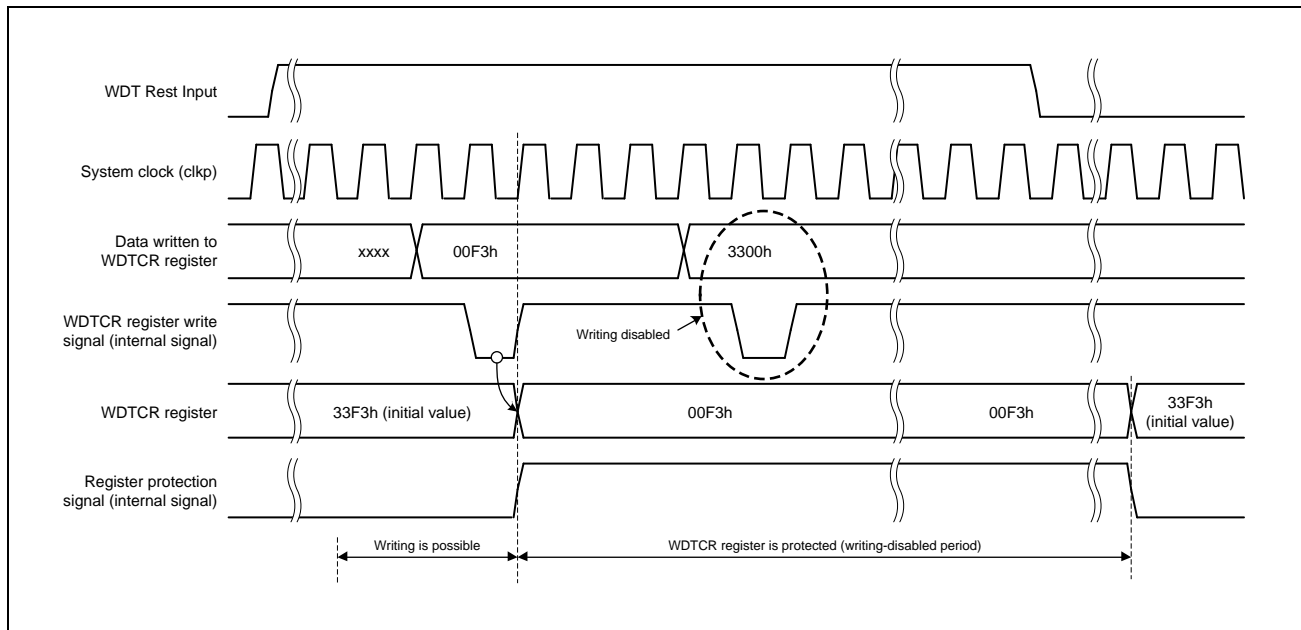 WDT Rest Input
System clock (clkp)
Data written to
WDTCR register
xxxx
00F3h
3300h
WDTCR register write
signal (internal signal)
Writing disabled
WDTCR register
33F3h (initial value)
00F3h
00F3h
33F3h
(initial value)
Register protection
signal (internal signal)
Writing is possible
WDTCR register is protected (writing-disabled period)